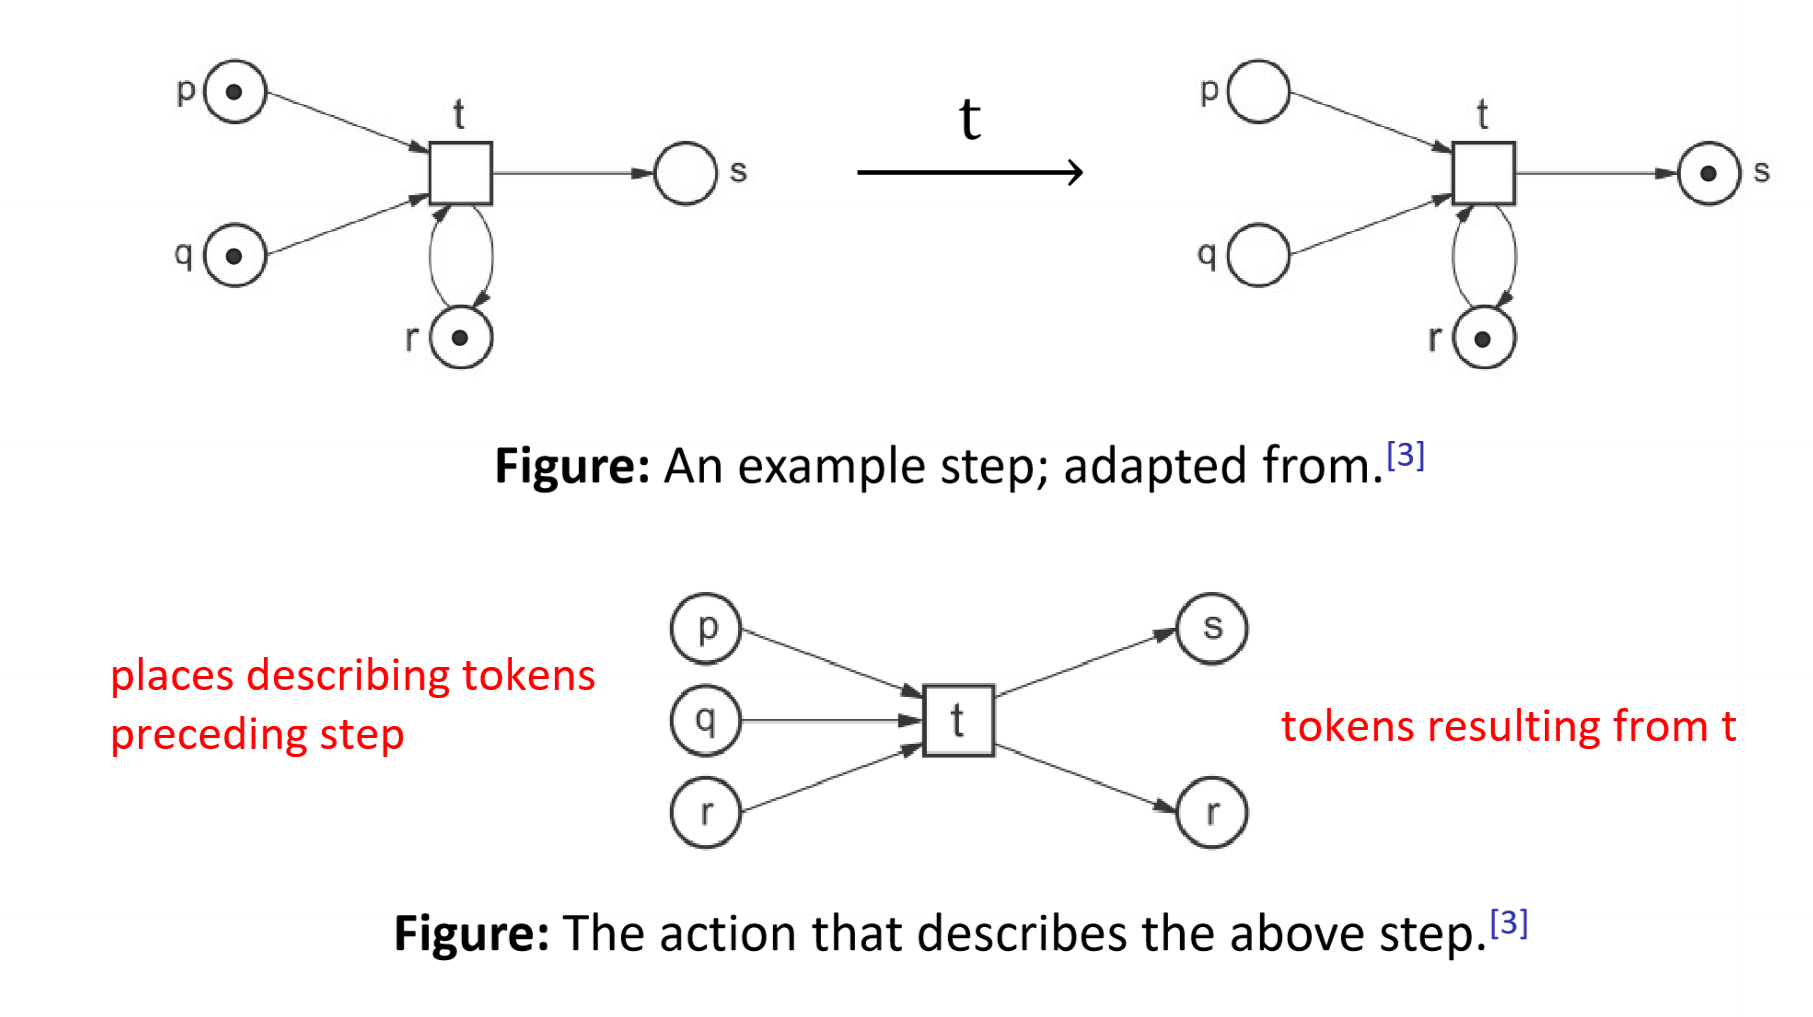 p
t
s
q
r
t
p
t
s
q
r
Figure: An example step; adapted from.[3]
places describing tokens
preceding step
p
q
r
t
s
r
tokens resulting from t
Figure: The action that describes the above step.[3]